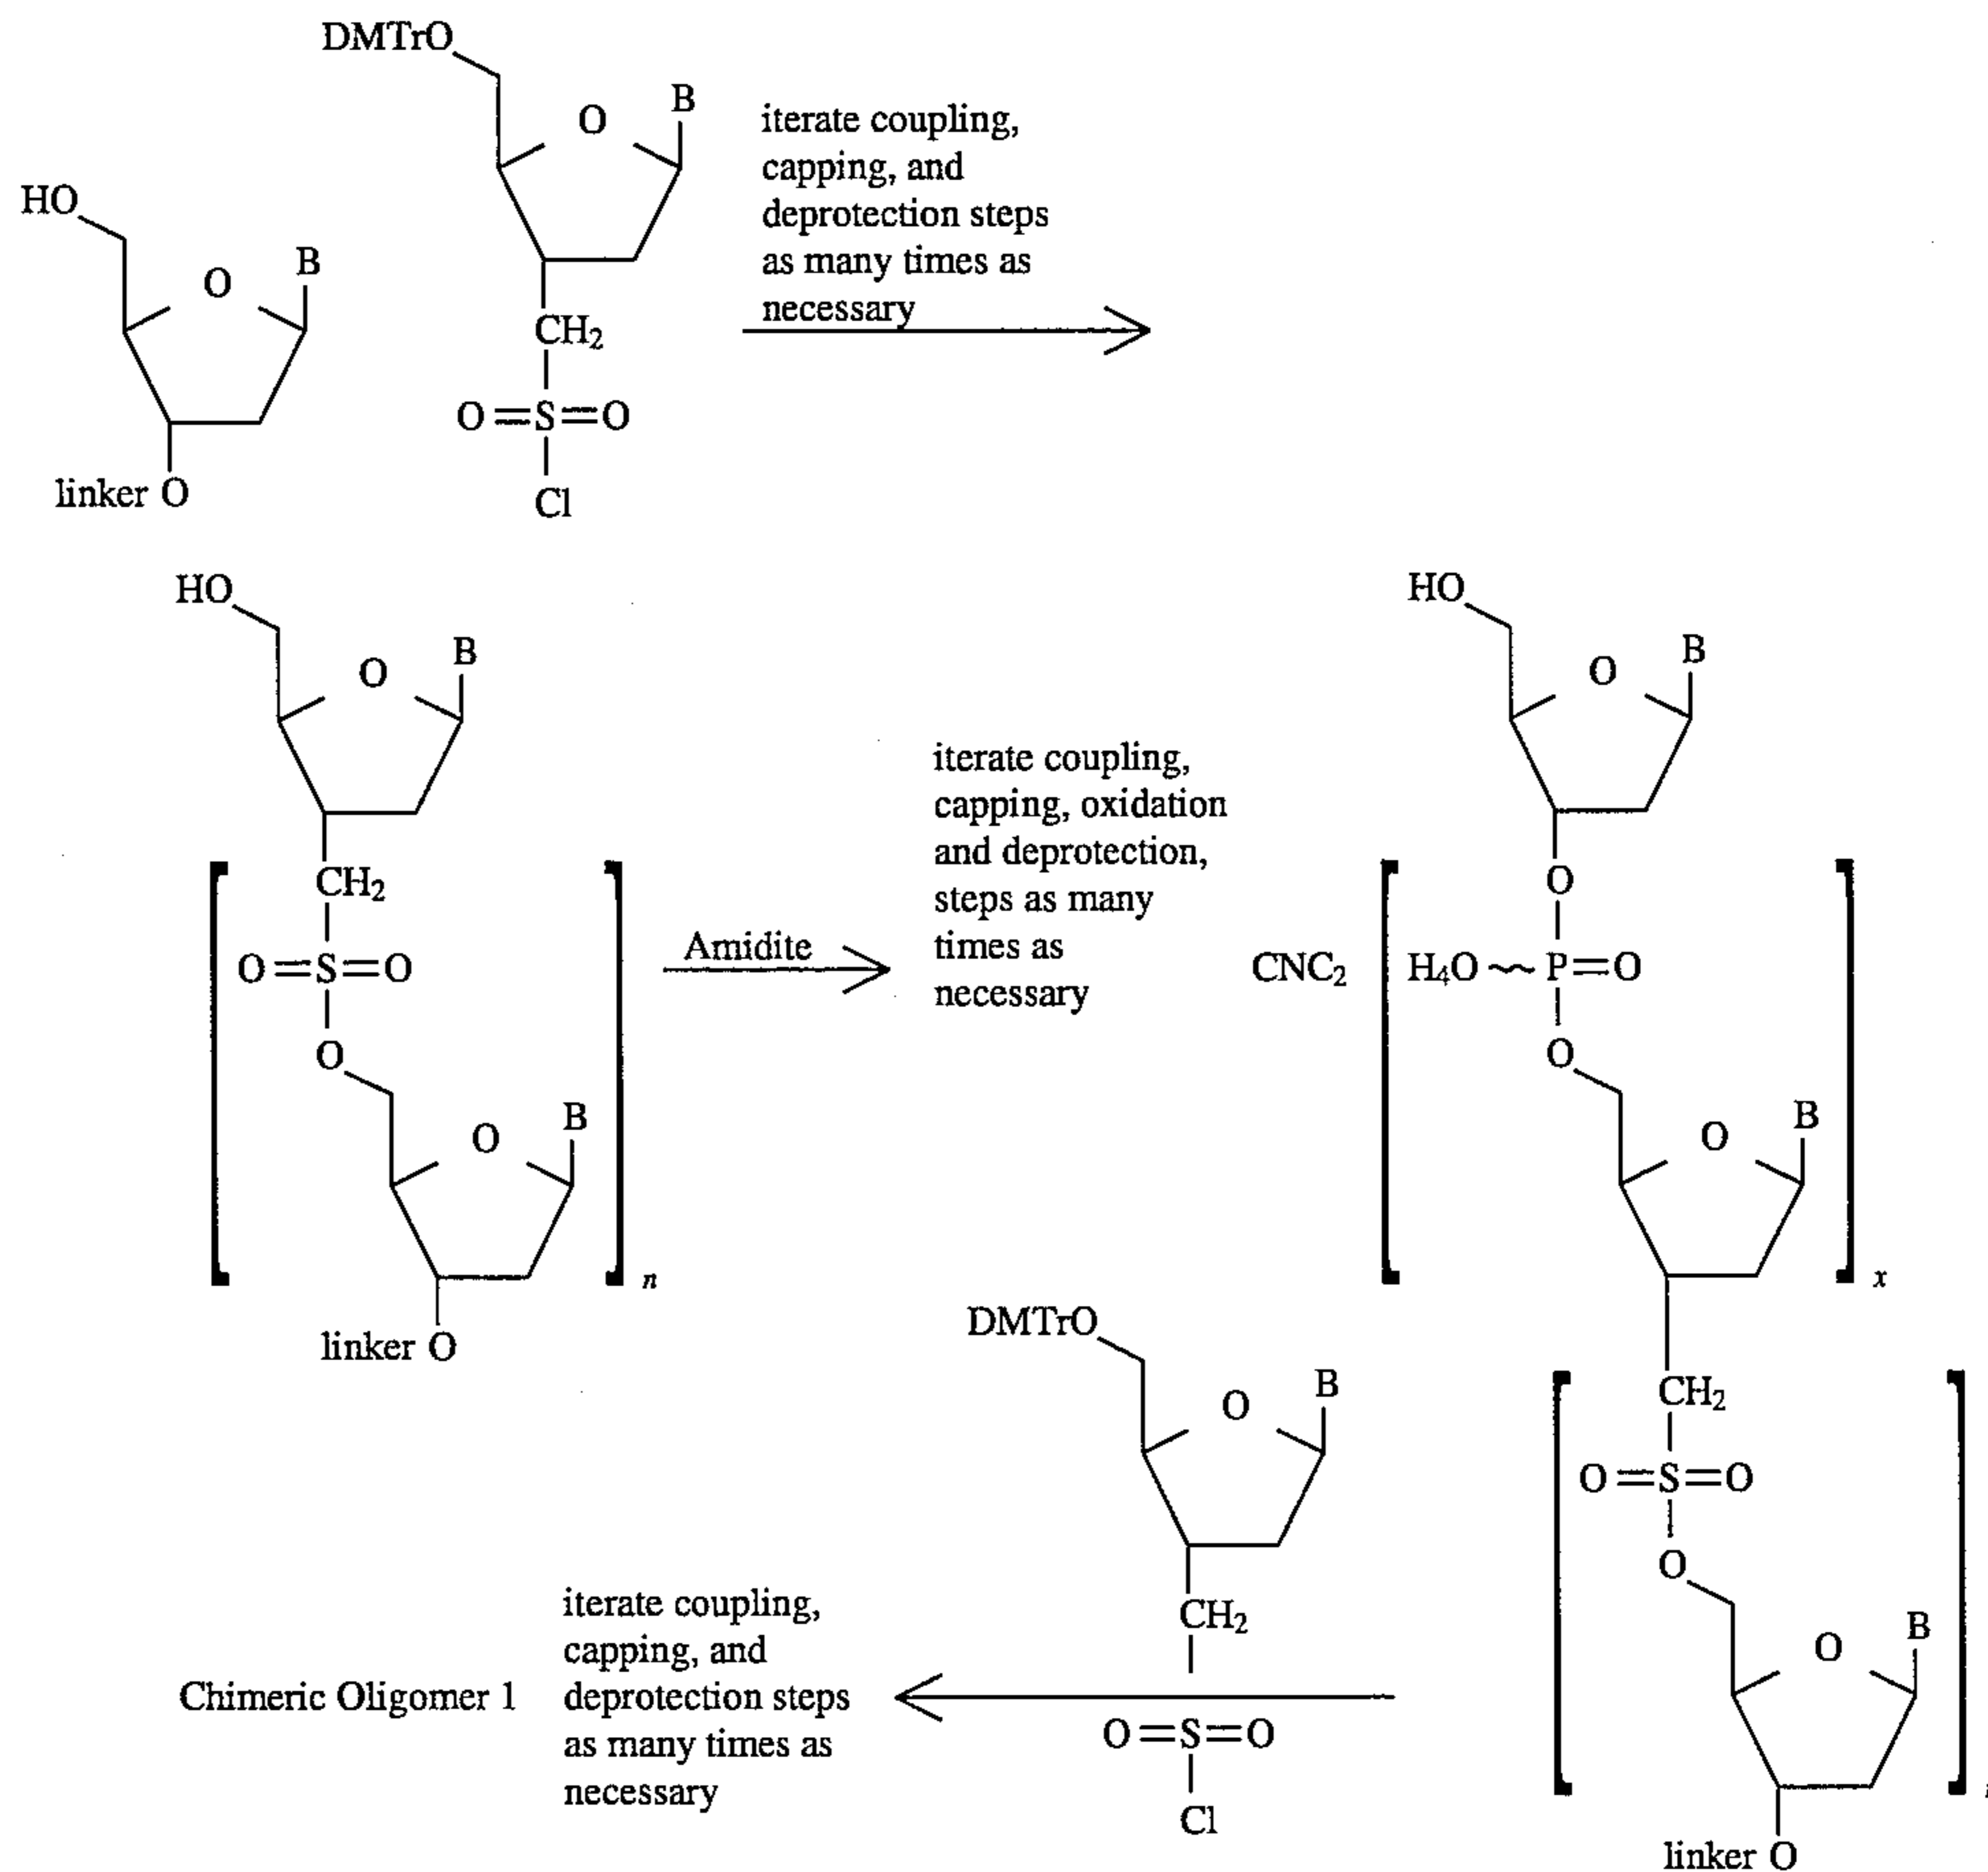 DMTrO
O
B
iterate coupling,
capping, and
deprotection steps
as many times as
necessary
HO
O
B
CH2
O=S=O
Cl
linker O
HO
O
B
CH2
O=S=O
O
O
B
n
linker O
Amidite
iterate coupling,
capping, oxidation
and deprotection,
steps as many
times as
necessary
HO
O
B
O
CNC2
H4O~P=O
O
O
B
x
CH2
O=S=O
O
O
B
linker O
DMTrO
O
B
CH2
O=S=O
Cl
Chimeric Oligomer 1
iterate coupling,
capping, and
deprotection steps
as many times as
necessary